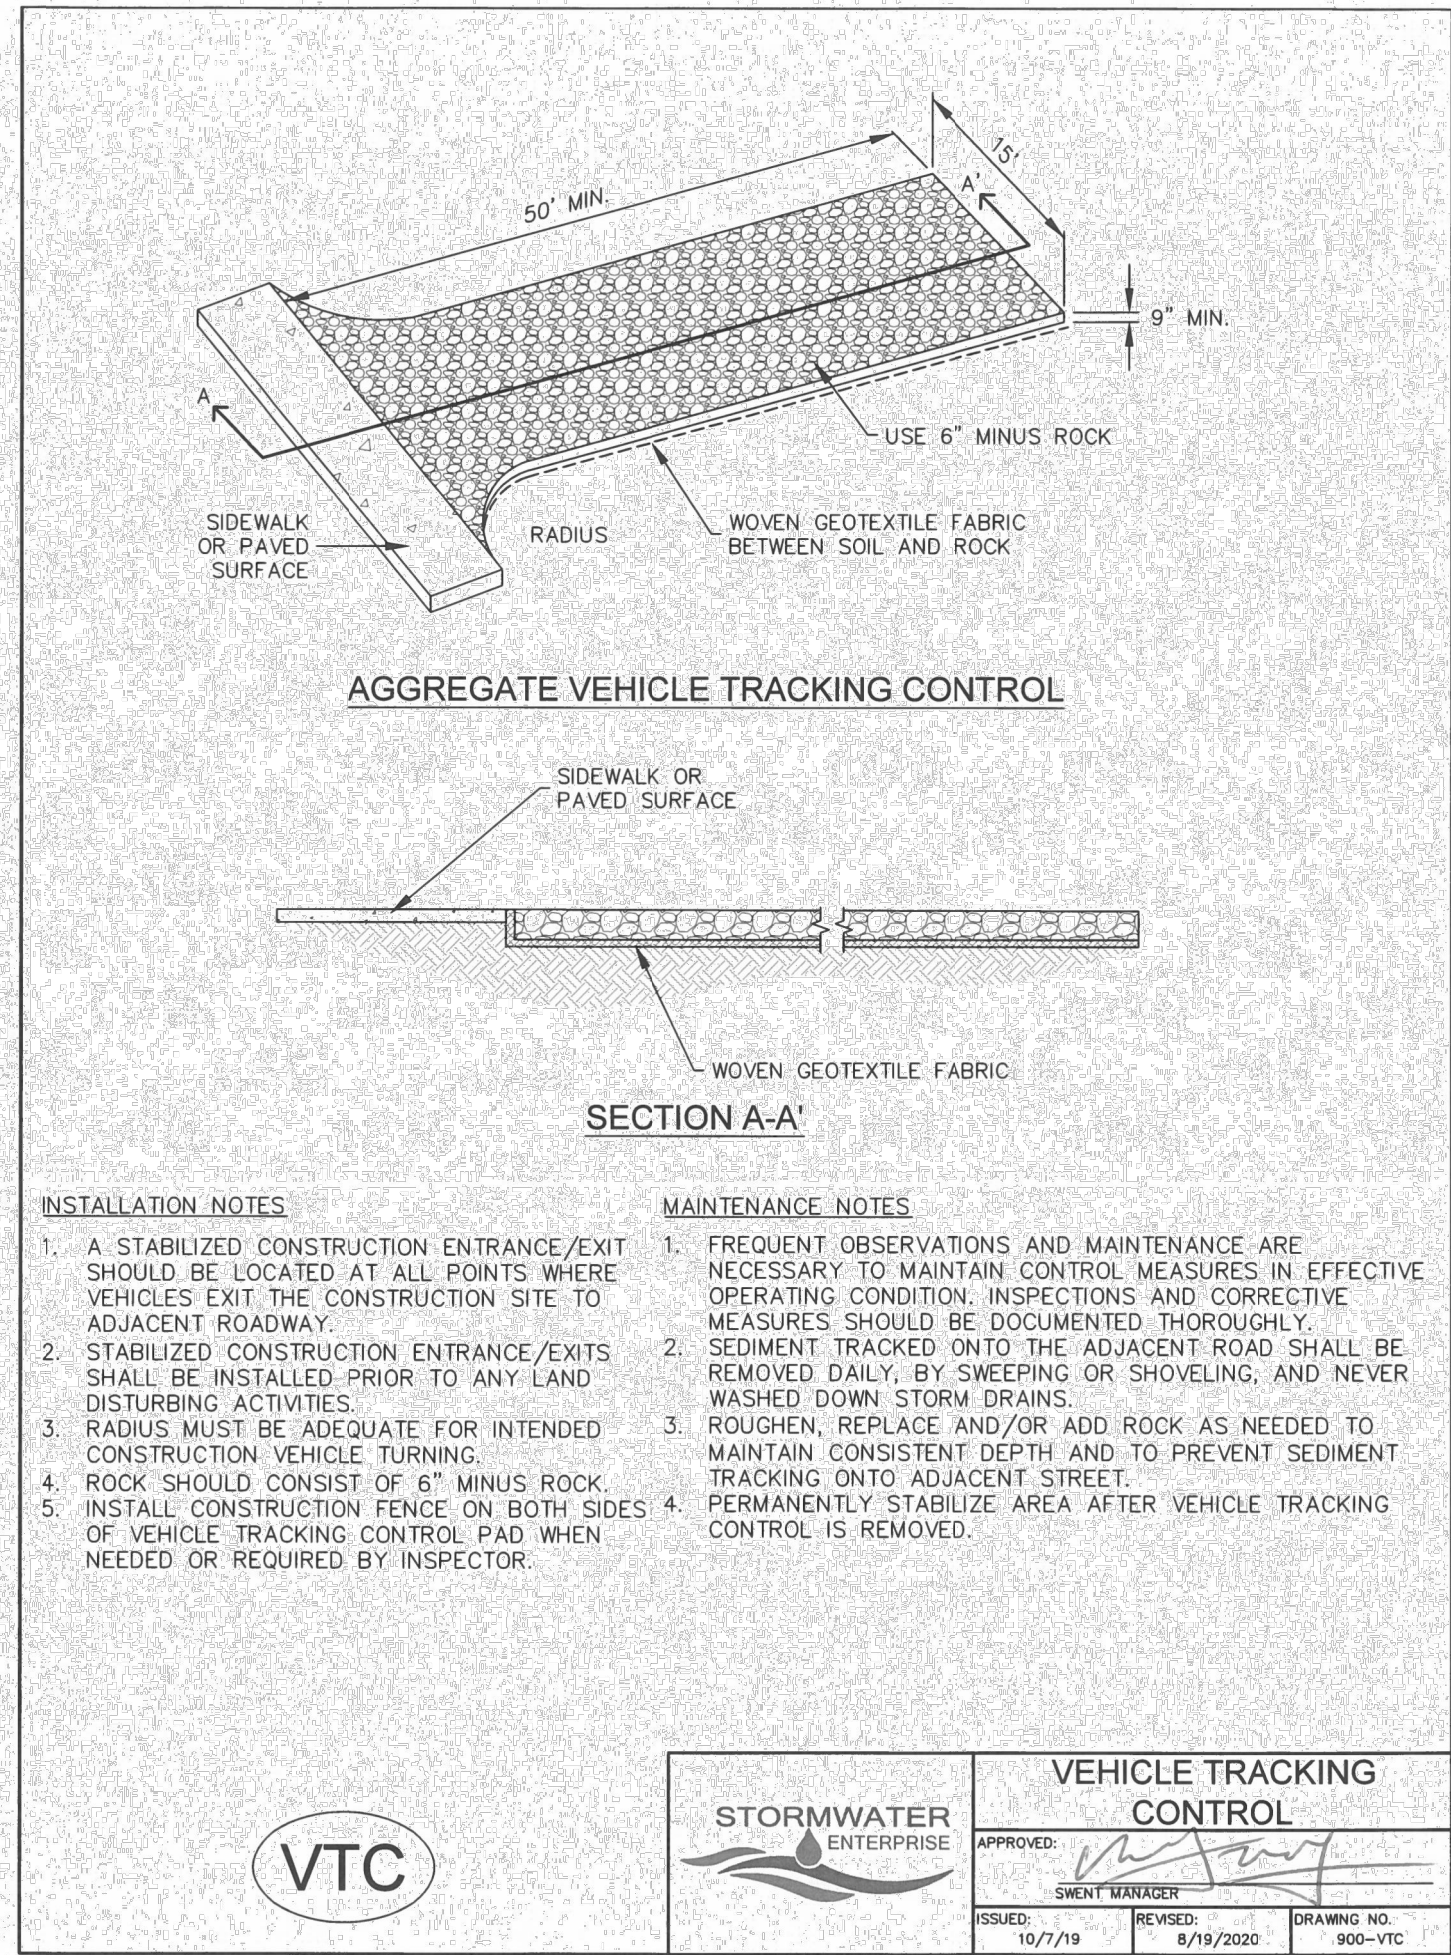 50' MIN.
15'
A'
9" MIN.
A
USE 6" MINUS ROCK
SIDEWALK
OR PAVED
SURFACE
RADIUS
WOVEN GEOTEXTILE FABRIC
BETWEEN SOIL AND ROCK
AGGREGATE VEHICLE TRACKING CONTROL
SIDEWALK OR
PAVED SURFACE
WOVEN GEOTEXTILE FABRIC
SECTION A-A'
INSTALLATION NOTES
1. A STABILIZED CONSTRUCTION ENTRANCE/EXIT
SHOULD BE LOCATED AT ALL POINTS WHERE
VEHICLES EXIT THE CONSTRUCTION SITE TO
ADJACENT ROADWAY.
2. STABILIZED CONSTRUCTION ENTRANCE/EXITS
SHALL BE INSTALLED PRIOR TO ANY LAND
DISTURBING ACTIVITIES.
3. RADIUS MUST BE ADEQUATE FOR INTENDED
CONSTRUCTION VEHICLE TURNING.
4. ROCK SHOULD CONSIST OF 6" MINUS ROCK.
5. INSTALL CONSTRUCTION FENCE ON BOTH SIDES
OF VEHICLE TRACKING CONTROL PAD WHEN
NEEDED OR REQUIRED BY INSPECTOR.
MAINTENANCE NOTES
1. FREQUENT OBSERVATIONS AND MAINTENANCE ARE
NECESSARY TO MAINTAIN CONTROL MEASURES IN EFFECTIVE
OPERATING CONDITION. INSPECTIONS AND CORRECTIVE
MEASURES SHOULD BE DOCUMENTED THOROUGHLY.
2. SEDIMENT TRACKED ONTO THE ADJACENT ROAD SHALL BE
REMOVED DAILY, BY SWEEPING OR SHOVELING, AND NEVER
WASHED DOWN STORM DRAINS.
3. ROUGHEN, REPLACE AND/OR ADD ROCK AS NEEDED TO
MAINTAIN CONSISTENT DEPTH AND TO PREVENT SEDIMENT
TRACKING ONTO ADJACENT STREET.
4. PERMANENTLY STABILIZE AREA AFTER VEHICLE TRACKING
CONTROL IS REMOVED.
VTC
STORMWATER
ENTERPRISE
VEHICLE TRACKING
CONTROL
APPROVED:
SWENT MANAGER
ISSUED:
10/7/19
REVISED:
8/19/2020
DRAWING NO.
900-VTC